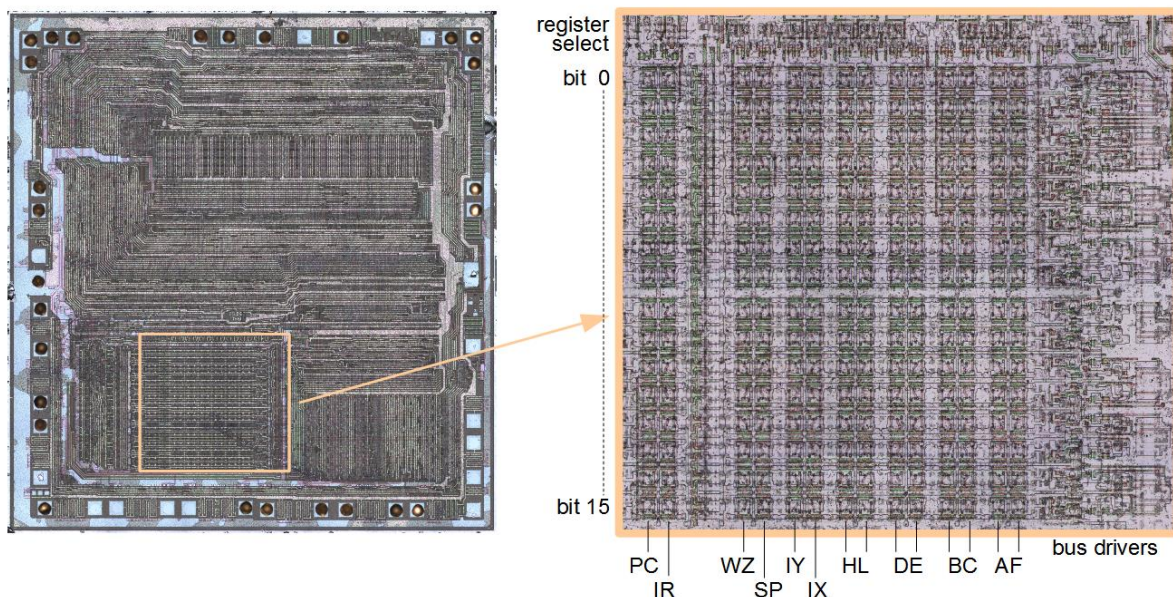 register
select
bit 0
bit 15
bus drivers
PC WZ IY HL DE BC AF
IR SP IX